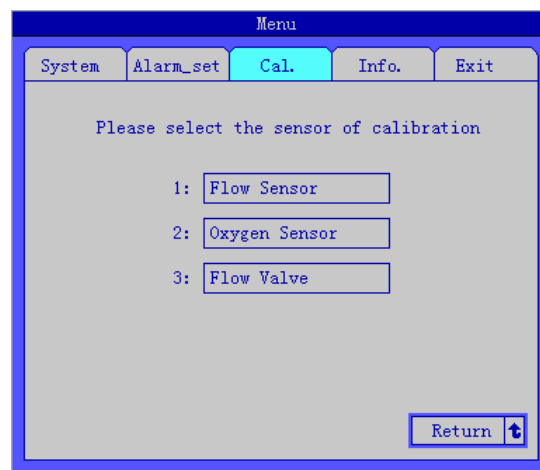 Menu
System Alarm_set Cal. Info. Exit
Please select the sensor of calibration
1: Flow Sensor
2: Oxygen Sensor
3: Flow Valve
Return